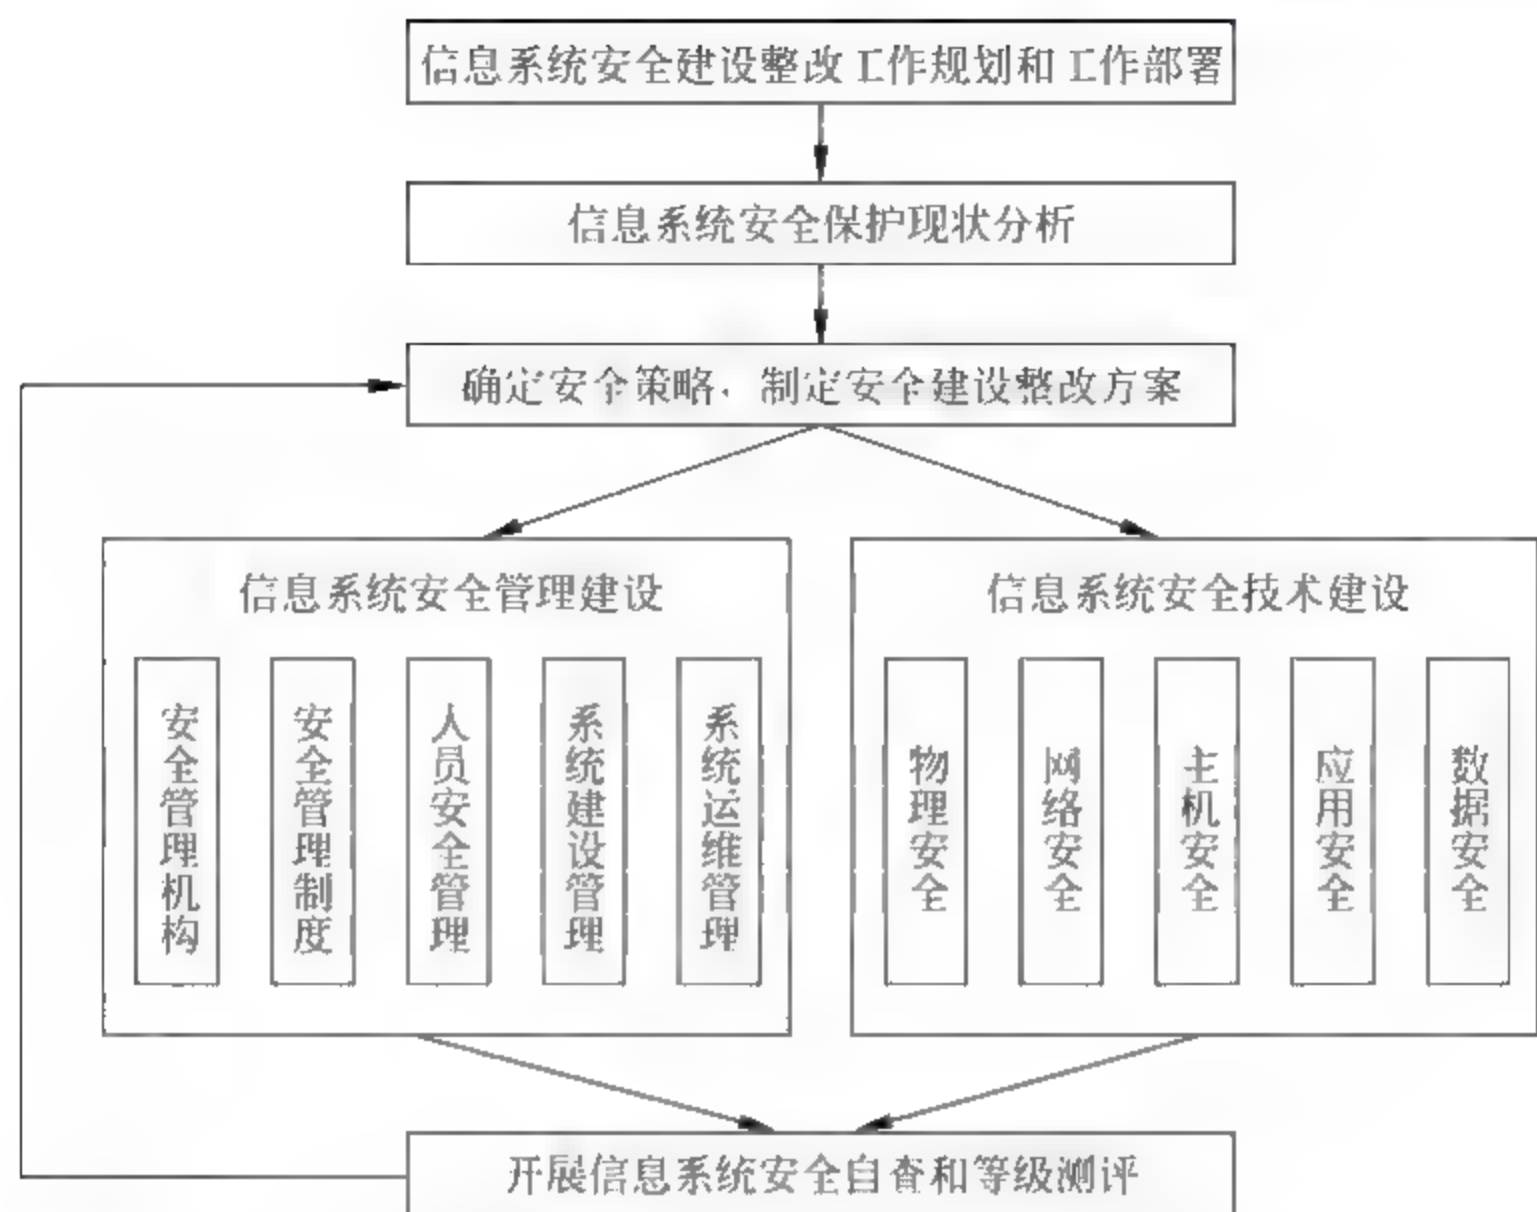 信息系统安全建设整改工作规划和工作部署
信息系统安全保护现状分析
确定安全策略，制定安全建设整改方案
信息系统安全管理建设
安全管理机构
安全管理制度
人员安全管理
系统建设管理
系统运维管理
信息系统安全技术建设
物理安全
网络安全
主机安全
应用安全
数据安全
开展信息系统安全自查和等级测评